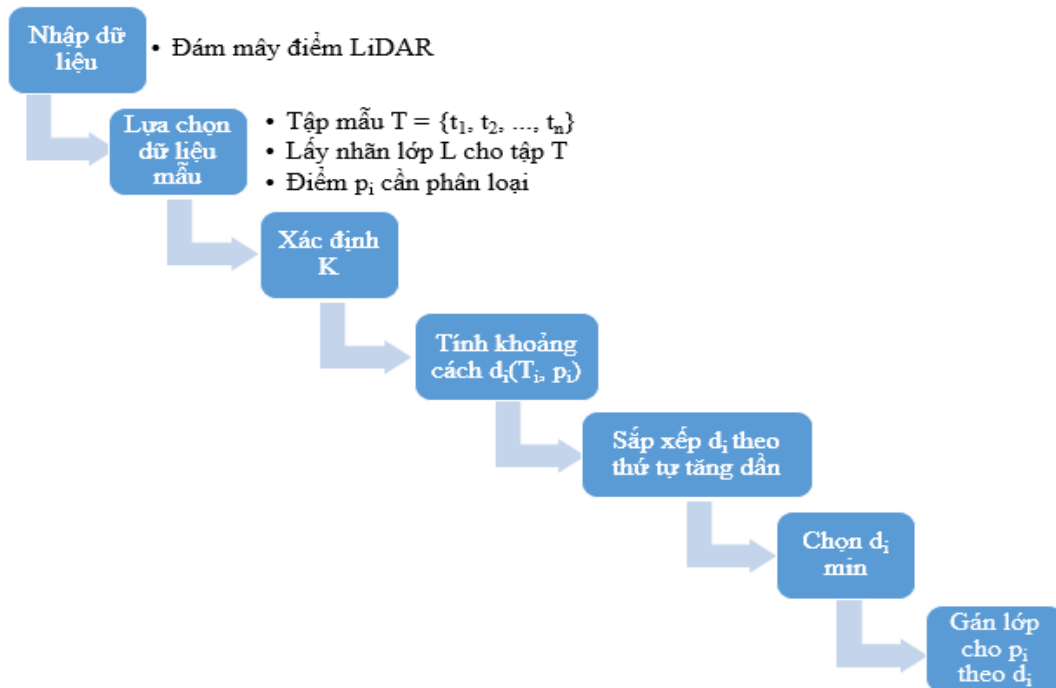 Nhập dữ
liệu
• Đám mây điểm LiDAR
Lựa chọn
dữ liệu
mẫu
• Tập mẫu T = {t₁, t₂, ..., tₙ}
• Lấy nhãn lớp L cho tập T
• Điểm pᵢ cần phân loại
Xác định
K
Tính khoảng
cách dᵢ(Tᵢ, pᵢ)
Sắp xếp dᵢ theo
thứ tự tăng dần
Chọn dᵢ
min
Gán lớp
cho pᵢ
theo dᵢ